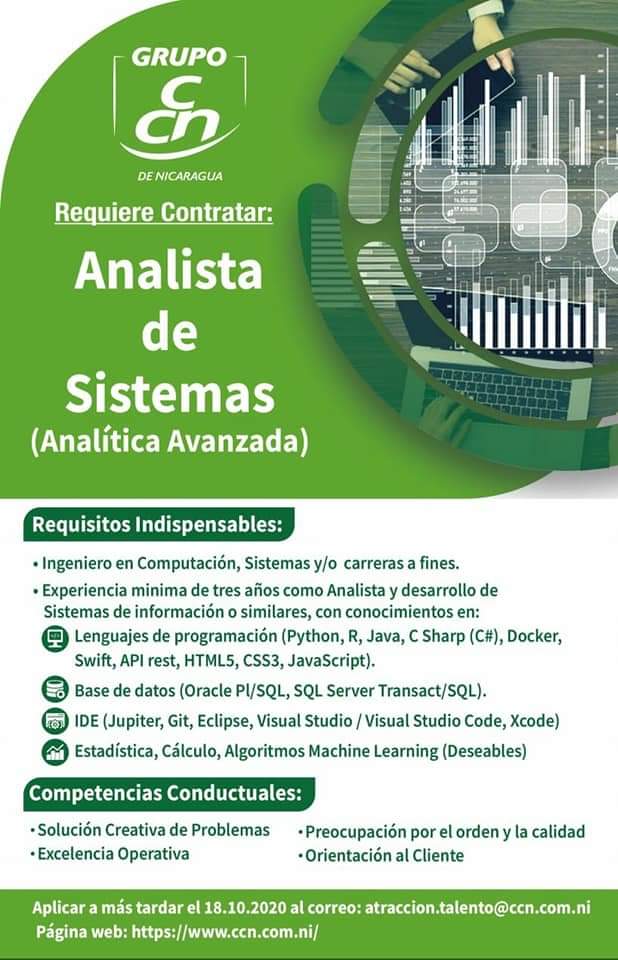 GRUPO
ccn
DE NICARAGUA
Requiere Contratar:
Analista
de
Sistemas
(Analítica Avanzada)
Requisitos Indispensables:
• Ingeniero en Computación, Sistemas y/o carreras a fines.
• Experiencia minima de tres años como Analista y desarrollo de
Sistemas de información o similares, con conocimientos en:
Lenguajes de programación (Python, R, Java, C Sharp (C#), Docker,
Swift, API rest, HTML5, CSS3, JavaScript).
Base de datos (Oracle Pl/SQL, SQL Server Transact/SQL).
IDE (Jupiter, Git, Eclipse, Visual Studio / Visual Studio Code, Xcode)
Estadística, Cálculo, Algoritmos Machine Learning (Deseables)
Competencias Conductuales:
• Solución Creativa de Problemas
• Excelencia Operativa
• Preocupación por el orden y la calidad
• Orientación al Cliente
Aplicar a más tardar el 18.10.2020 al correo: atraccion.talento@ccn.com.ni
Página web: https://www.ccn.com.ni/